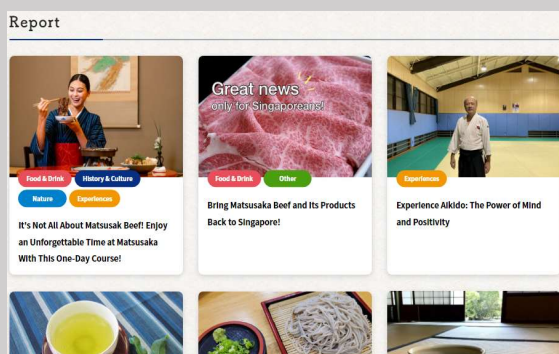 Report
Great news
only for Singaporeans!
Food & Drink
History & Culture
Nature
Experiences
It's Not All About Matsusak Beef! Enjoy
an Unforgettable Time at Matsusaka
With This One-Day Course!
Food & Drink
Other
Bring Matsusaka Beef and Its Products
Back to Singapore!
Experiences
Experience Aikido: The Power of Mind
and Positivity